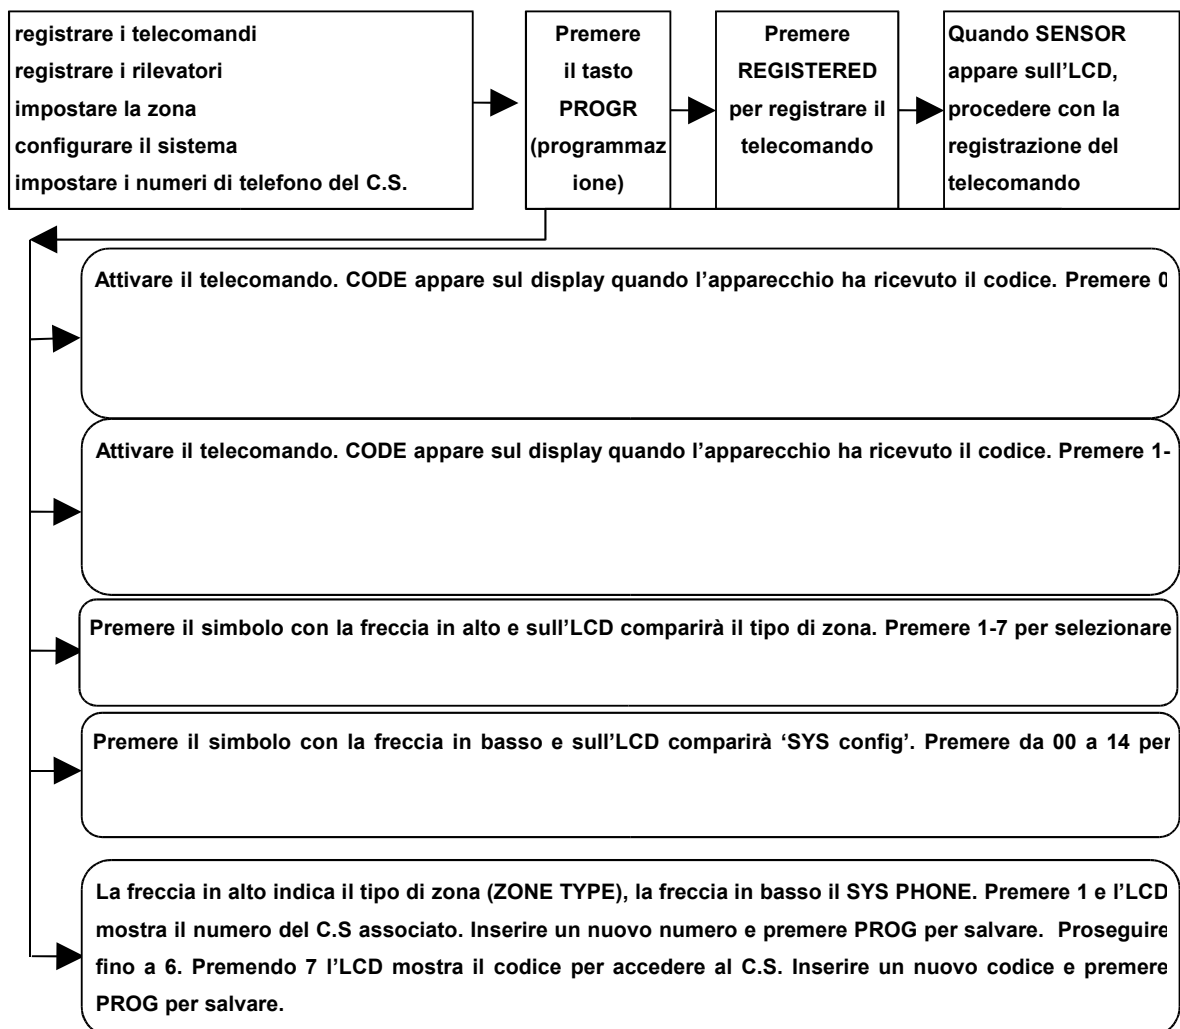 registrare i telecomandi
registrare i rilevatori
impostare la zona
configurare il sistema
impostare i numeri di telefono del C.S.
Premere
il tasto
PROGR
(programmaz
ione)
Premere
REGISTERED
per registrare il
telecomando
Quando SENSOR
appare sull’LCD,
procedere con la
registrazione del
telecomando
Attivare il telecomando. CODE appare sul display quando l’apparecchio ha ricevuto il codice. Premere 0
Attivare il telecomando. CODE appare sul display quando l’apparecchio ha ricevuto il codice. Premere 1-
Premere il simbolo con la freccia in alto e sull’LCD comparirà il tipo di zona. Premere 1-7 per selezionare
Premere il simbolo con la freccia in basso e sull’LCD comparirà ‘SYS config’. Premere da 00 a 14 per
La freccia in alto indica il tipo di zona (ZONE TYPE), la freccia in basso il SYS PHONE. Premere 1 e l’LCD
mostra il numero del C.S associato. Inserire un nuovo numero e premere PROG per salvare. Proseguire
fino a 6. Premendo 7 l’LCD mostra il codice per accedere al C.S. Inserire un nuovo codice e premere
PROG per salvare.